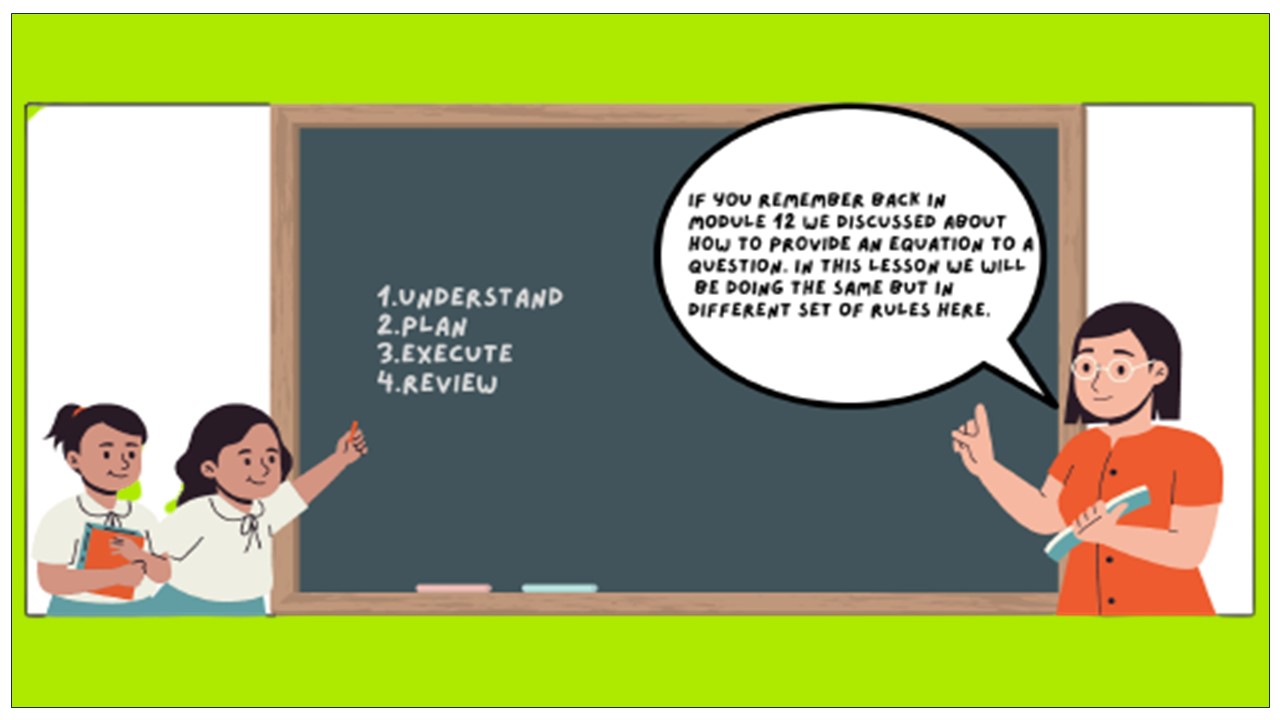 1.UNDERSTAND
2.PLAN
3.EXECUTE
4.REVIEW
IF YOU REMEMBER BACK IN
MODULE 12 WE DISCUSSED ABOUT
HOW TO PROVIDE AN EQUATION TO A
QUESTION. IN THIS LESSON WE WILL
BE DOING THE SAME BUT IN
DIFFERENT SET OF RULES HERE.